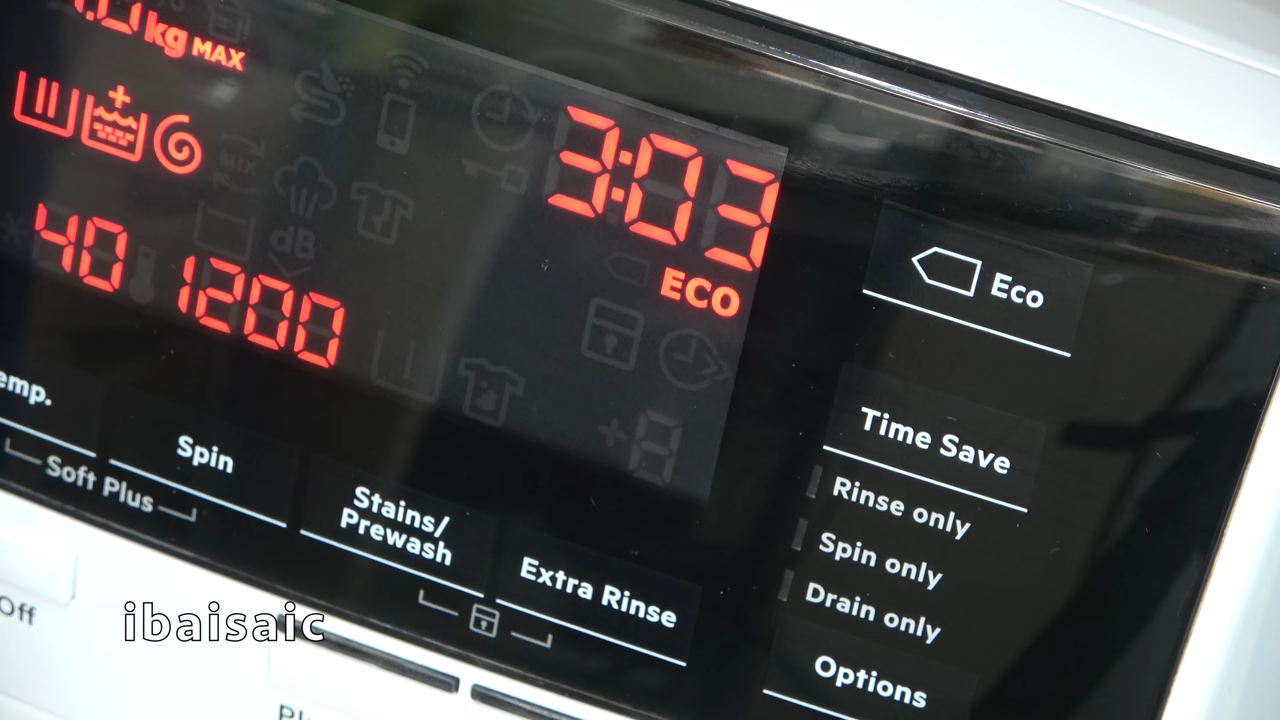 kg MAX
3:03
40
1200
ECO
Eco
Time Save
Rinse only
Spin only
Drain only
Options
emp.
Spin
Soft Plus
Stains/
Prewash
Extra Rinse
Off
ibaisaic